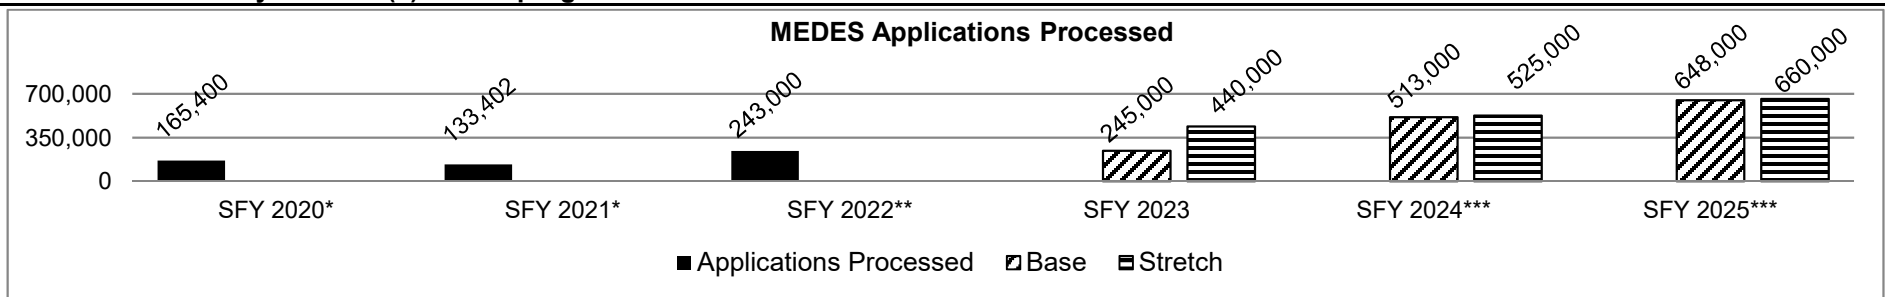 MEDES Applications Processed
700,000
350,000
0
165,400
133,402
243,000
245,000
440,000
513,000
525,000
648,000
660,000
SFY 2020*
SFY 2021*
SFY 2022**
SFY 2023
SFY 2024***
SFY 2025***
Applications Processed
Base
Stretch